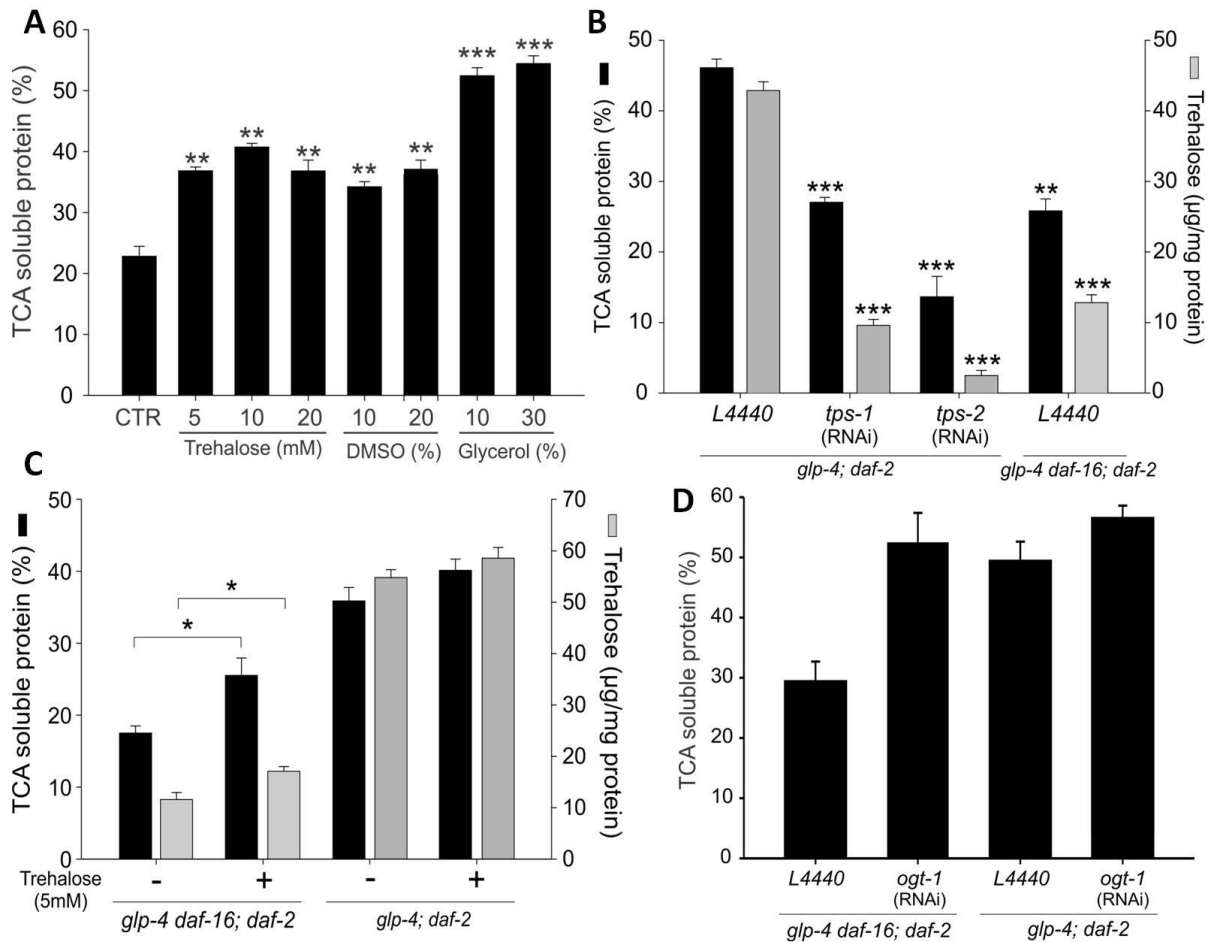 A
TCA soluble protein (%)
60
50
40
30
20
10
0
**
**
**
**
**
***
***
CTR
5
10
20
10
20
10
30
Trehalose (mM)
DMSO (%)
Glycerol (%)
B
TCA soluble protein (%)
50
40
30
20
10
0
***
***
***
***
**
***
50
40
30
20
10
0
Trehalose (µg/mg protein)
L4440
tps-1
(RNAi)
tps-2
(RNAi)
L4440
glp-4; daf-2
glp-4 daf-16; daf-2
C
TCA soluble protein (%)
50
40
30
20
10
0
*
*
70
60
50
40
30
20
10
0
Trehalose (µg/mg protein)
Trehalose
(5mM)
-
+
-
+
glp-4 daf-16; daf-2
glp-4; daf-2
D
TCA soluble protein (%)
60
50
30
60
20
10
0
L4440
ogt-1
(RNAi)
L4440
ogt-1
(RNAi)
glp-4 daf-16; daf-2
glp-4; daf-2